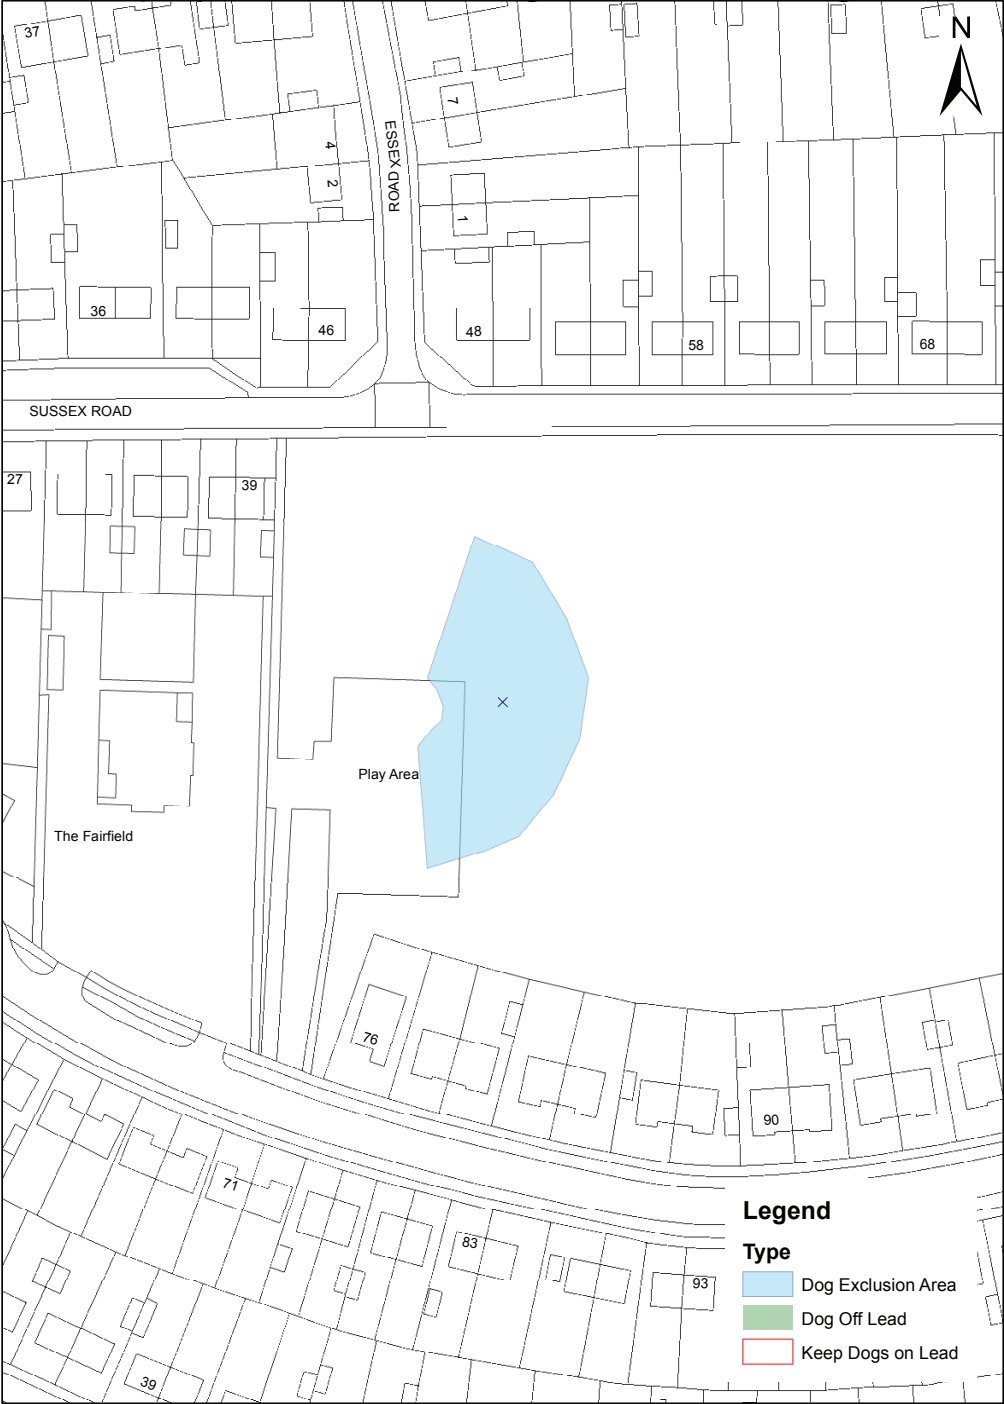 37
N
7
ROAD XESSE
4
2
1
36
46
48
58
68
SUSSEX ROAD
27
39
Play Area
The Fairfield
76
90
71
83
93
39
Legend
Type
Dog Exclusion Area
Dog Off Lead
Keep Dogs on Lead